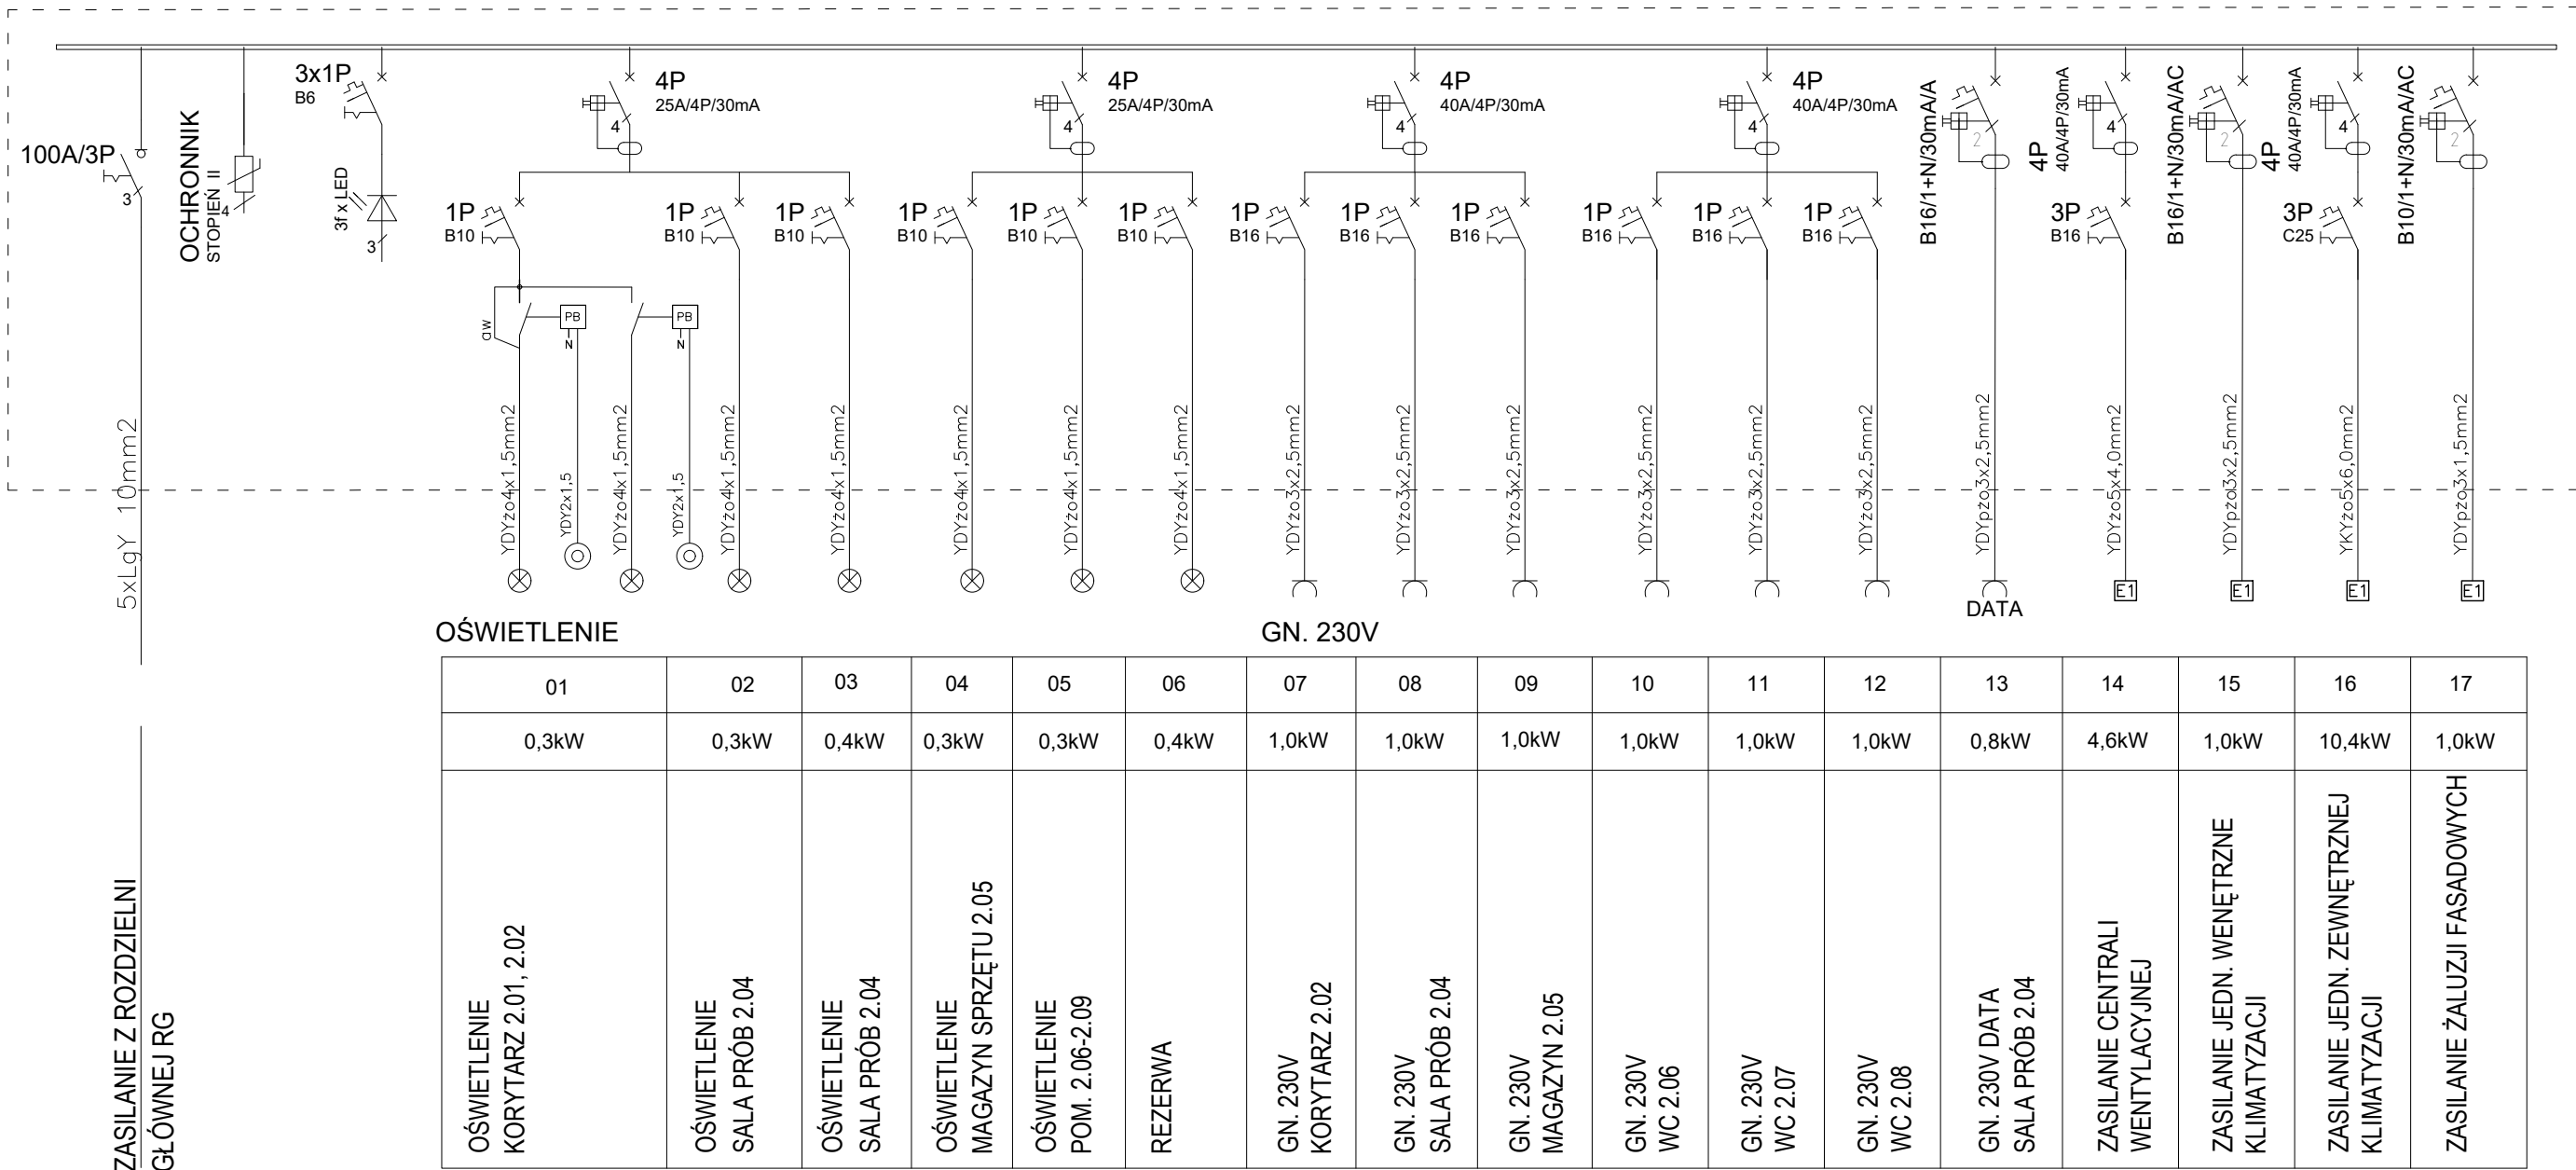 100A/3P
3
5xLgY 10mm2
ZASILANIE Z ROZDZIELNI
GŁÓWNEJ RG
OCHRONNIK
STOPIEŃ II
4
3x1P
B6
3f x LED
3
4P
25A/4P/30mA
4
4P
25A/4P/30mA
4
4P
40A/4P/30mA
4
4P
40A/4P/30mA
4
B16/1+N/30mA/A
2
4P
40A/4P/30mA
4
B16/1+N/30mA/AC
2
4P
40A/4P/30mA
4
B10/1+N/30mA/AC
2
1P
B10
1P
B10
1P
B10
1P
B10
1P
B10
1P
B10
1P
B16
1P
B16
1P
B16
1P
B16
1P
B16
1P
B16
3P
B16
3P
C25
WD
PB
N
PB
N
YDYżo4x1,5mm2
YDY2x1,5
YDYżo4x1,5mm2
YDY2x1,5
YDYżo4x1,5mm2
YDYżo4x1,5mm2
YDYżo4x1,5mm2
YDYżo4x1,5mm2
YDYżo4x1,5mm2
YDYżo3x2,5mm2
YDYżo3x2,5mm2
YDYżo3x2,5mm2
YDYżo3x2,5mm2
YDYżo3x2,5mm2
YDYżo3x2,5mm2
YDYpżo3x2,5mm2
YDYżo5x4,0mm2
YDYpżo3x2,5mm2
YKYżo5x6,0mm2
YDYpżo3x1,5mm2
DATA
E1
E1
E1
E1
OŚWIETLENIE
GN. 230V
01 02 03 04 05 06 07 08 09 10 11 12 13 14 15 16 17
0,3kW 0,3kW 0,4kW 0,3kW 0,3kW 0,4kW 1,0kW 1,0kW 1,0kW 1,0kW 1,0kW 1,0kW 0,8kW 4,6kW 1,0kW 10,4kW 1,0kW
OŚWIETLENIE
KORYTARZ 2.01, 2.02
OŚWIETLENIE
SALA PRÓB 2.04
OŚWIETLENIE
SALA PRÓB 2.04
OŚWIETLENIE
MAGAZYN SPRZĘTU 2.05
OŚWIETLENIE
POM. 2.06-2.09
REZERWA
GN. 230V
KORYTARZ 2.02
GN. 230V
SALA PRÓB 2.04
GN. 230V
MAGAZYN 2.05
GN. 230V
WC 2.06
GN. 230V
WC 2.07
GN. 230V
WC 2.08
GN. 230V DATA
SALA PRÓB 2.04
ZASILANIE CENTRALI
WENTYLACYJNEJ
ZASILANIE JEDN. WENĘTRZNE
KLIMATYZACJI
ZASILANIE JEDN. ZEWNĘTRZNEJ
KLIMATYZACJI
ZASILANIE ŻALUZJI FASADOWYCH